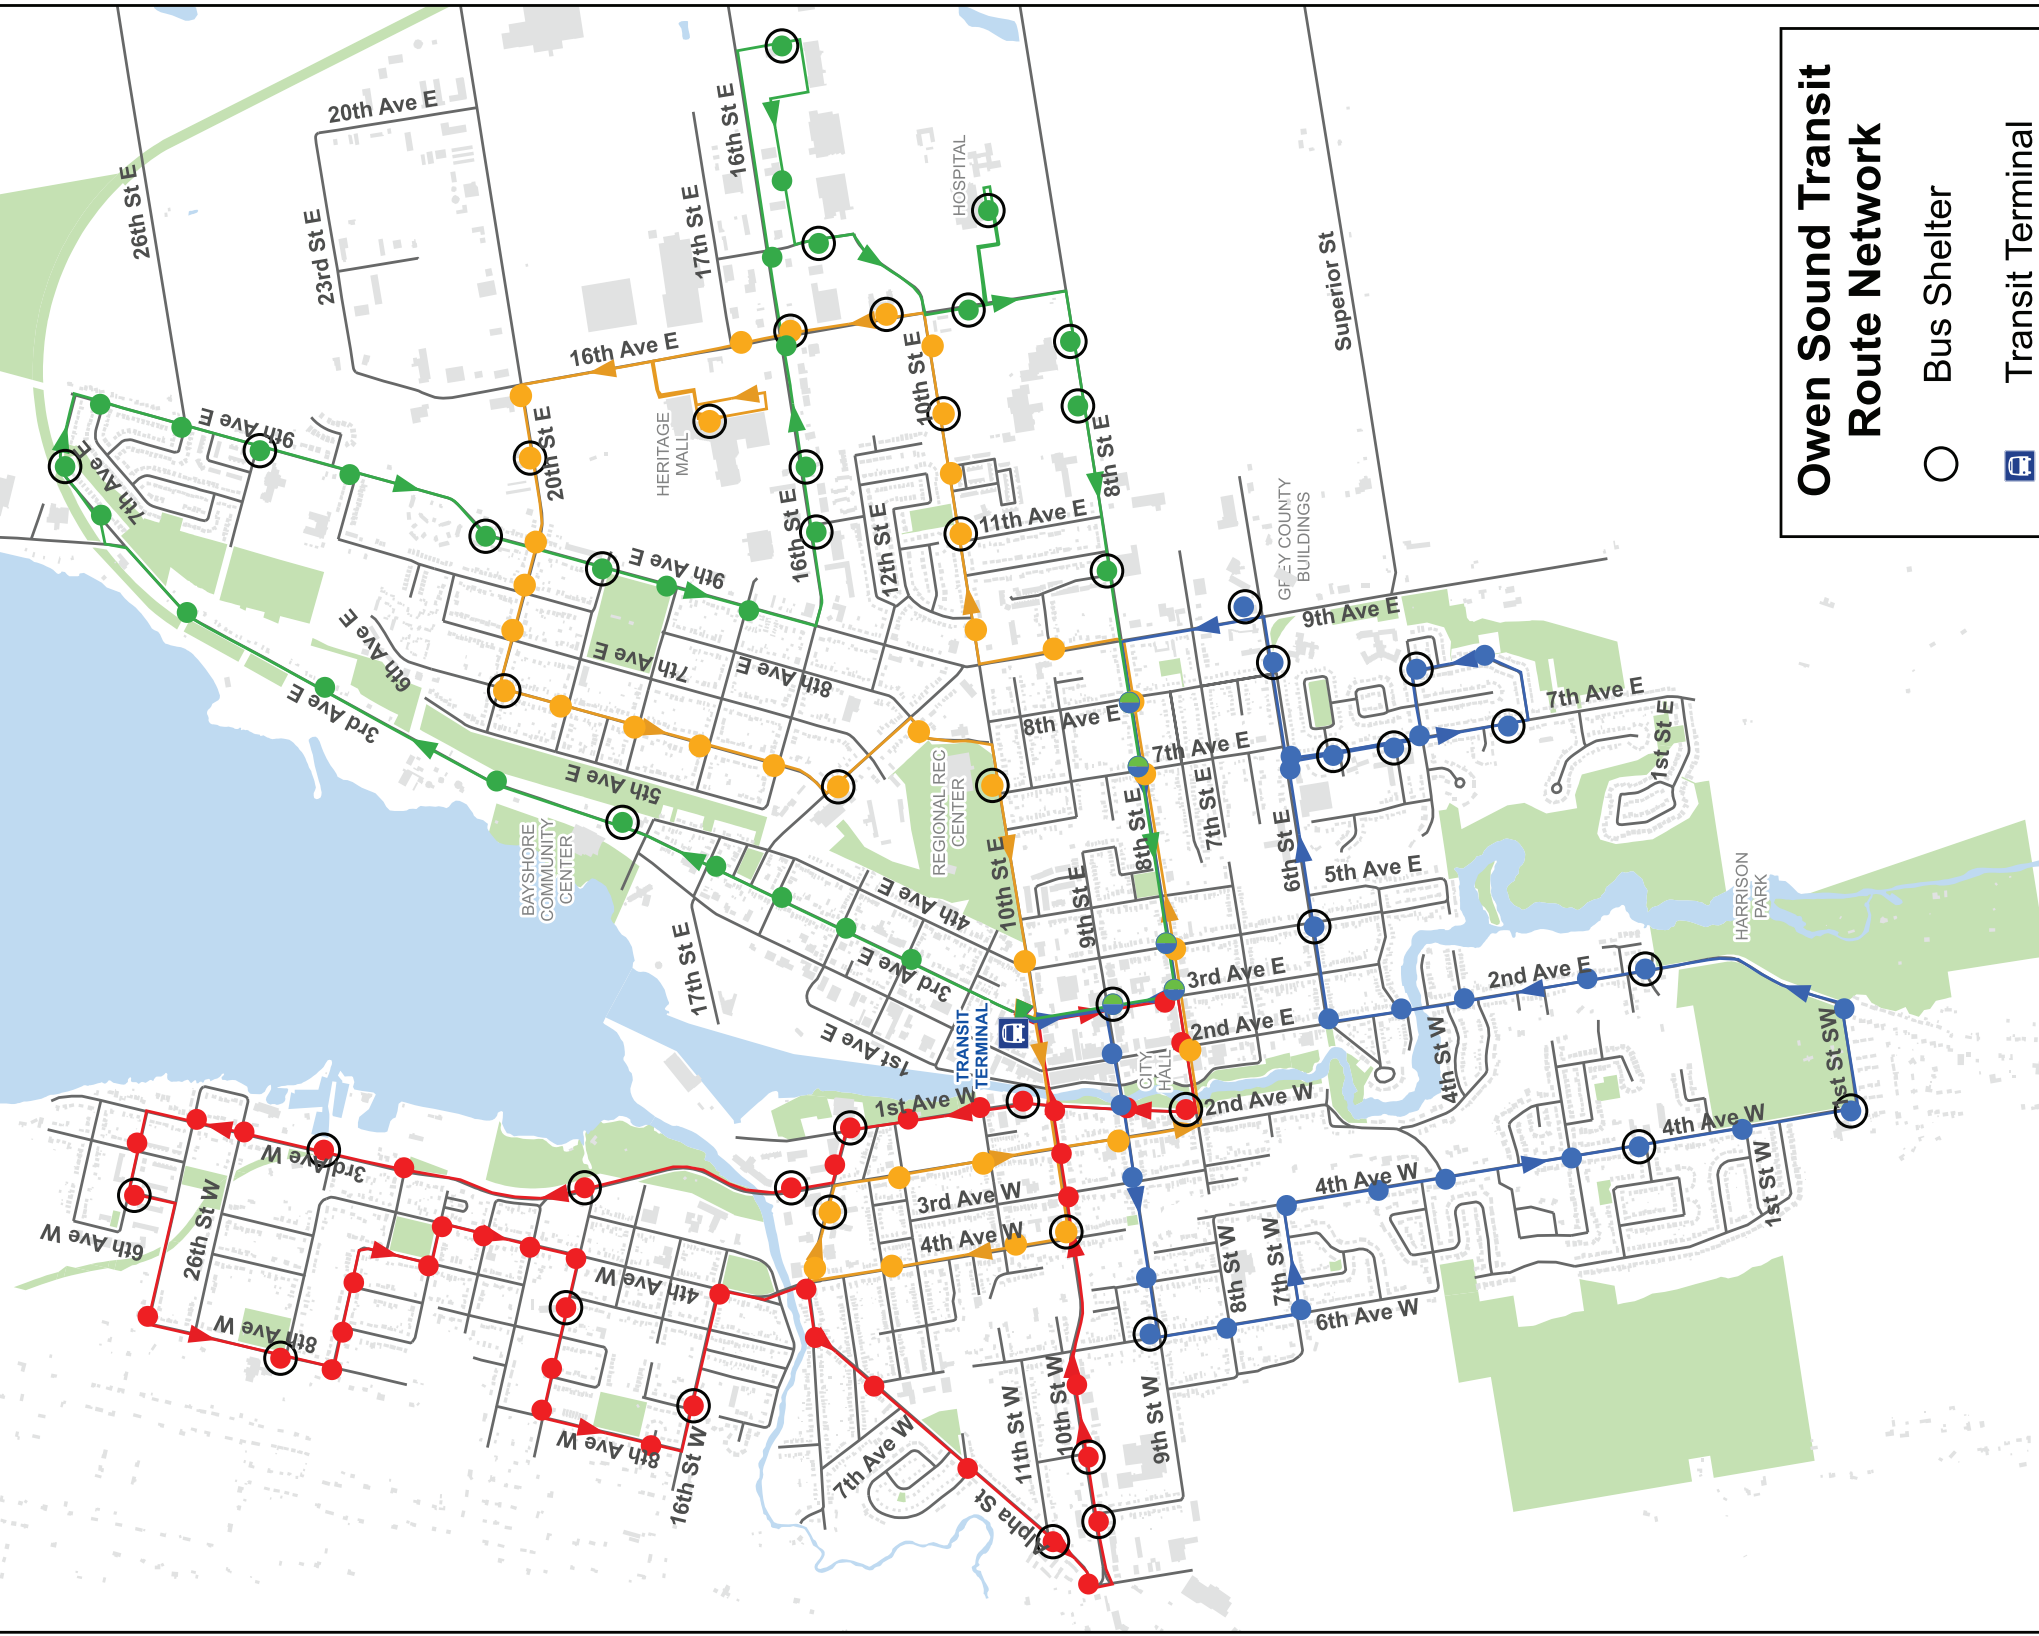 Owen Sound Transit
Route Network
Bus Shelter
Transit Terminal
26th St E
20th Ave E
23rd St E
16th St E
17th St E
HOSPITAL
Superior St
16th Ave E
10th St E
HERITAGE
MALL
20th St E
9th Ave E
7th Ave E
8th St E
16th St E
12th St E
11th Ave E
GREY COUNTY
BUILDINGS
9th Ave E
9th Ave E
6th Ave E
7th Ave E
8th Ave E
3rd Ave E
5th Ave E
8th Ave E
7th Ave E
7th Ave E
1st St E
REGIONAL REC
CENTER
BAYSHORE
COMMUNITY
CENTER
8th St E
7th St E
6th St E
5th Ave E
10th St E
9th St E
4th Ave E
3rd Ave E
3rd Ave E
2nd Ave E
2nd Ave E
HARRISON
PARK
17th St E
1st Ave E
TRANSIT
TERMINAL
CITY
HALL
4th St W
1st St SW
1st Ave W
2nd Ave W
3rd Ave W
3rd Ave W
4th Ave W
4th Ave W
4th Ave W
1st St W
6th Ave W
26th St W
8th Ave W
4th Ave W
8th St W
7th St W
6th Ave W
8th Ave W
16th St W
7th Ave W
Alpha St
11th St W
10th St W
9th St W